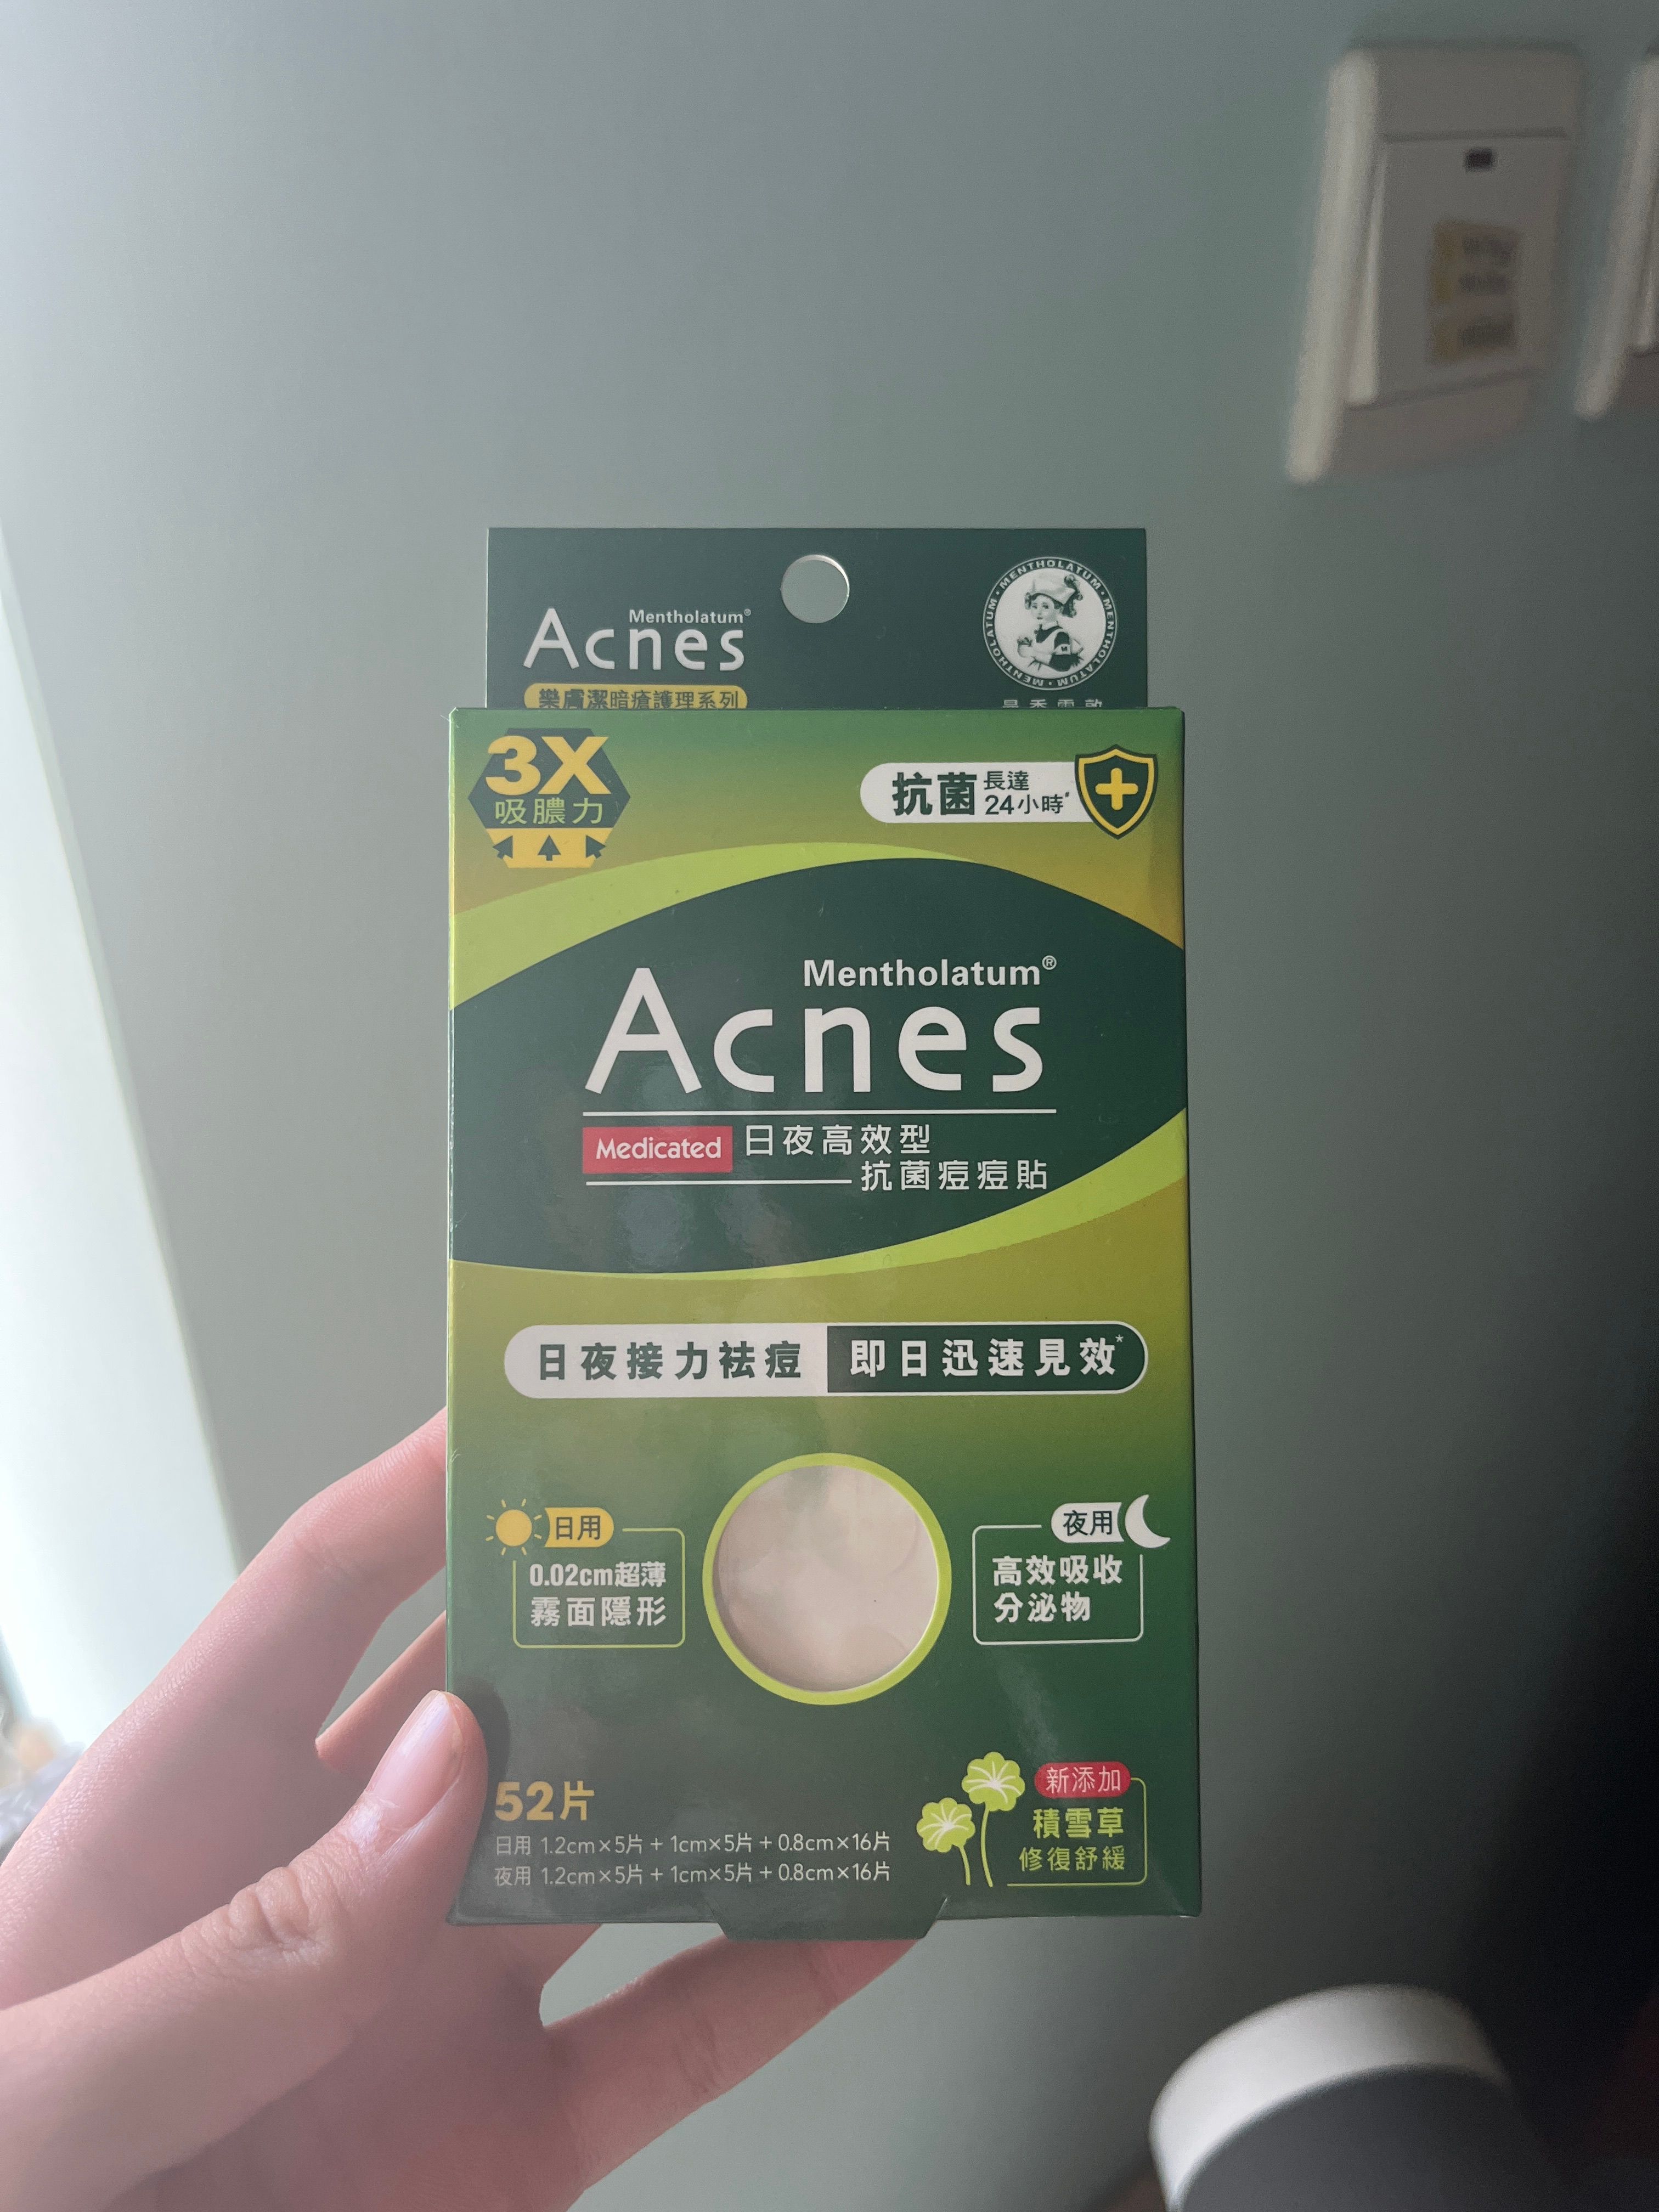 Mentholatum®
Acnes
樂膚潔暗瘡護理系列
MENTHOLATUM • MENTHOLATUM • MENTHOLATUM
3X
吸膿力
抗菌 長達
24小時#
Mentholatum®
Acnes
Medicated 日夜高效型
抗菌痘痘貼
日夜接力袪痘 即日迅速見效*
日用
0.02cm超薄
霧面隱形
夜用
高效吸收
分泌物
52片
日用 1.2cm×5片 + 1cm×5片 + 0.8cm×16片
夜用 1.2cm×5片 + 1cm×5片 + 0.8cm×16片
新添加
積雪草
修復舒緩